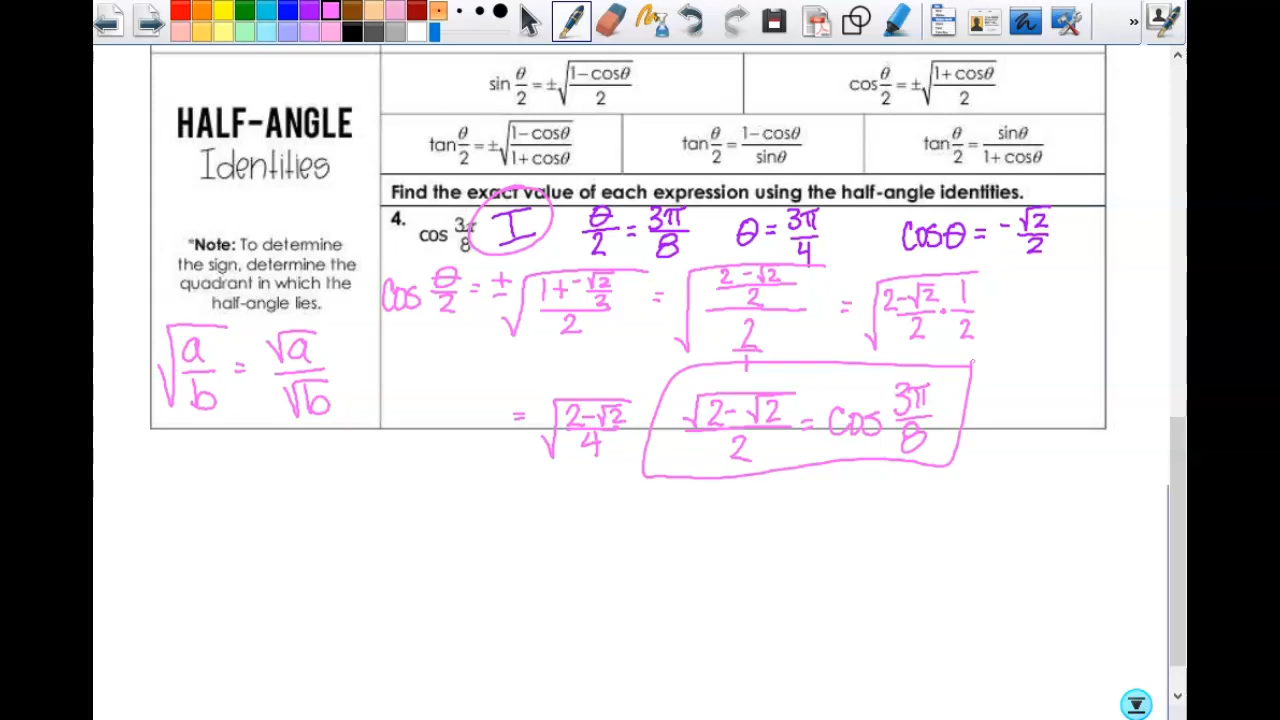 sin θ/2 = ±√((1−cosθ)/2)
cos θ/2 = ±√((1+cosθ)/2)
HALF-ANGLE
Identities
tan θ/2 = ±√((1−cosθ)/(1+cosθ))
tan θ/2 = (1−cosθ)/sinθ
tan θ/2 = sinθ/(1+cosθ)
*Note: To determine
the sign, determine the
quadrant in which the
half-angle lies.
√(a/b) = √a/√b
Find the exact value of each expression using the half-angle identities.
4. cos 3π/8 I θ/2 = 3π/8 θ = 3π/4 cosθ = −√2/2
cos θ/2 = ±√((1+−√2/2)/2) = √(((2−√2)/2)/(2/1)) = √((2−√2)/2 · 1/2)
= √((2−√2)/4) √(2−√2)/2 = cos 3π/8
»